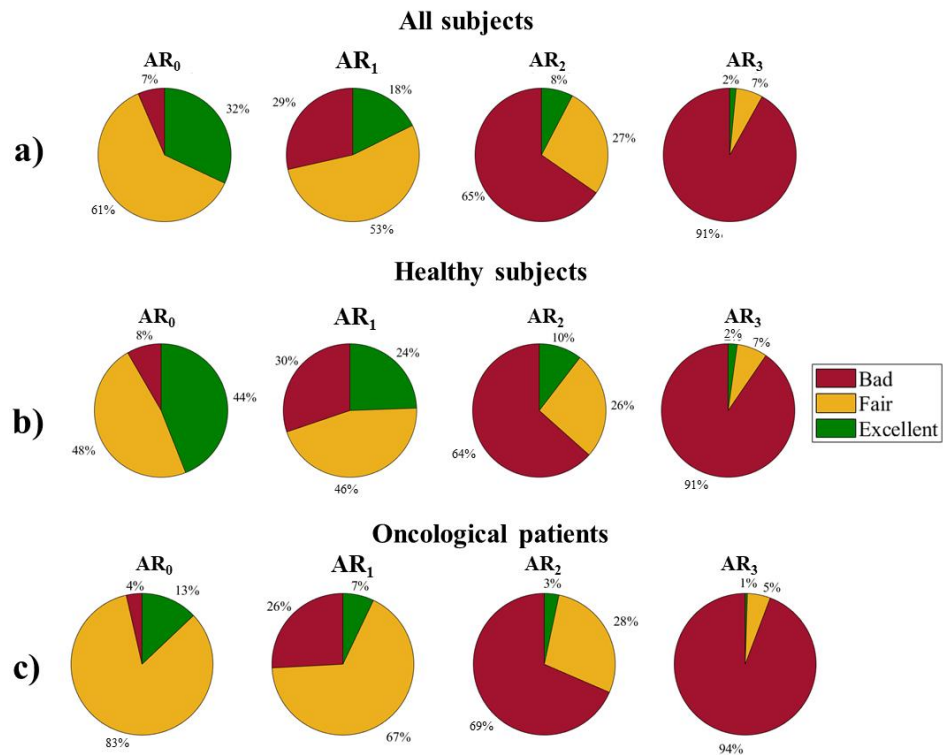 All subjects
a)
AR₀
7%
32%
61%
AR₁
29%
18%
53%
AR₂
8%
27%
65%
AR₃
2%
7%
91%
Healthy subjects
b)
AR₀
8%
44%
48%
AR₁
30%
24%
46%
AR₂
10%
26%
64%
AR₃
2%
7%
91%
Bad
Fair
Excellent
Oncological patients
c)
AR₀
4%
13%
83%
AR₁
26%
7%
67%
AR₂
3%
28%
69%
AR₃
1%
5%
94%